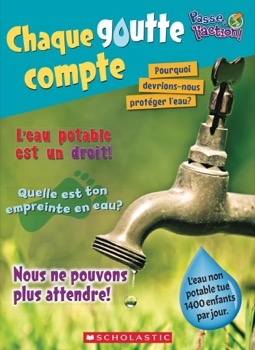 Chaque goutte
compte
Passe à
l'action!
Pourquoi
devrions-nous
protéger l'eau?
L'eau potable
est un droit!
Quelle est ton
empreinte en eau?
Nous ne pouvons
plus attendre!
L'eau non
potable tue
1400 enfants
par jour.
SCHOLASTIC